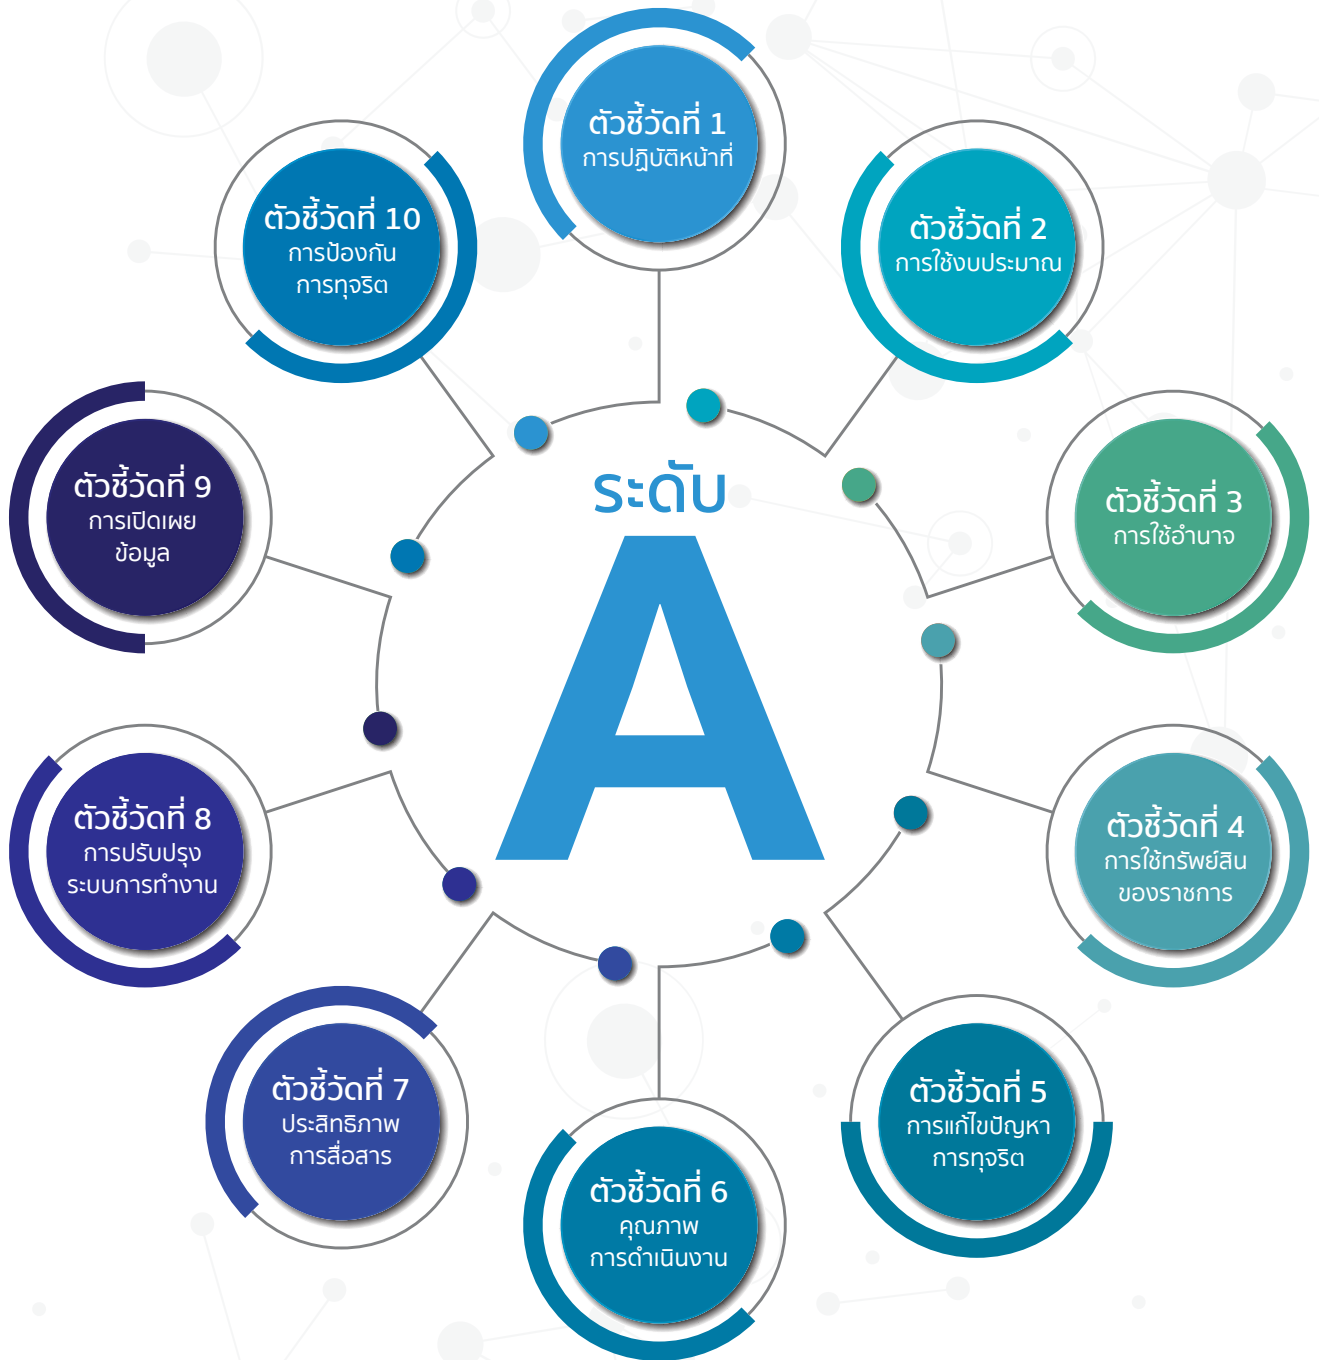 ตัวชี้วัดที่ 1
การปฏิบัติหน้าที่
ตัวชี้วัดที่ 2
การใช้งบประมาณ
ตัวชี้วัดที่ 3
การใช้อำนาจ
ตัวชี้วัดที่ 4
การใช้ทรัพย์สิน
ของราชการ
ตัวชี้วัดที่ 5
การแก้ไขปัญหา
การทุจริต
ตัวชี้วัดที่ 6
คุณภาพ
การดำเนินงาน
ตัวชี้วัดที่ 7
ประสิทธิภาพ
การสื่อสาร
ตัวชี้วัดที่ 8
การปรับปรุง
ระบบการทำงาน
ตัวชี้วัดที่ 9
การเปิดเผย
ข้อมูล
ตัวชี้วัดที่ 10
การป้องกัน
การทุจริต
ระดับ
A